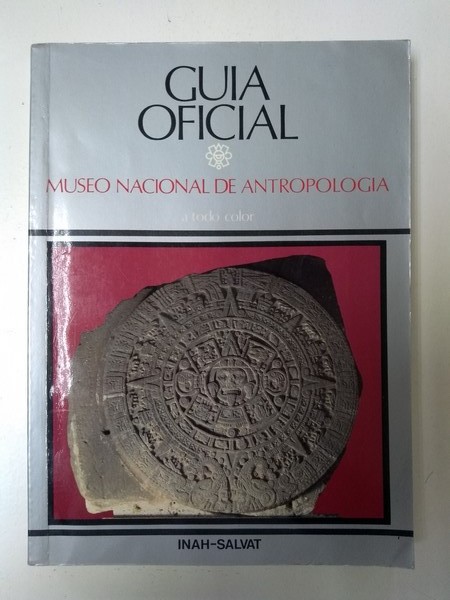 GUIA
OFICIAL
MUSEO NACIONAL DE ANTROPOLOGIA
a todo color
INAH-SALVAT